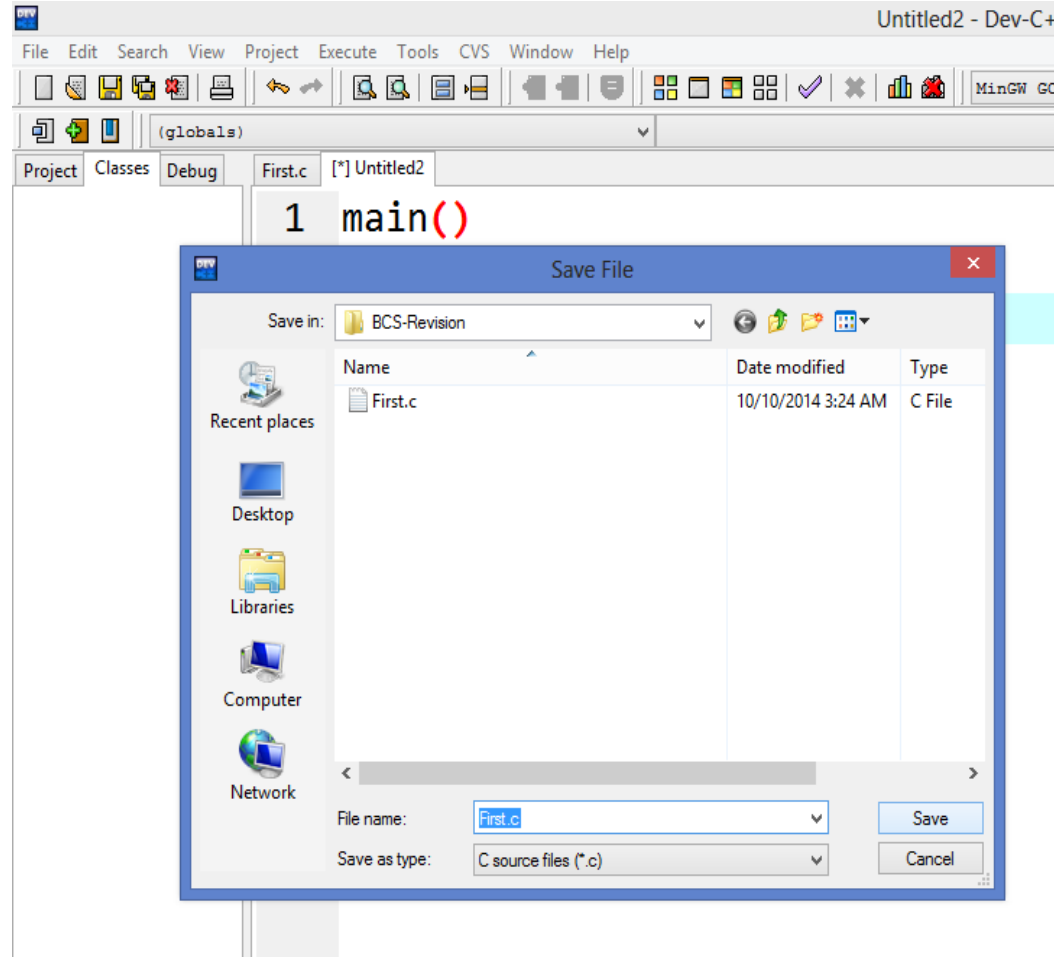 DEV
Untitled2 - Dev-C+
File Edit Search View Project Execute Tools CVS Window Help
MinGW GC
(globals)
Project Classes Debug First.c [*] Untitled2
1 main()
DEV
Save File
Save in: BCS-Revision
Name Date modified Type
First.c 10/10/2014 3:24 AM C File
Recent places
Desktop
Libraries
Computer
Network
File name: First.c Save
Save as type: C source files (*.c) Cancel